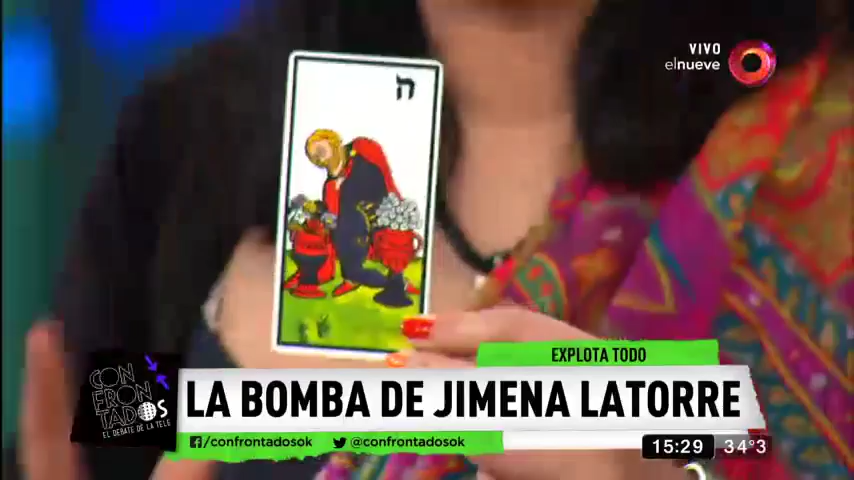 VIVO
elnueve
ה
EXPLOTA TODO
CONFRONTADOS
EL DEBATE DE LA TELE
LA BOMBA DE JIMENA LATORRE
/confrontadosok @confrontadosok
15:29 34°3